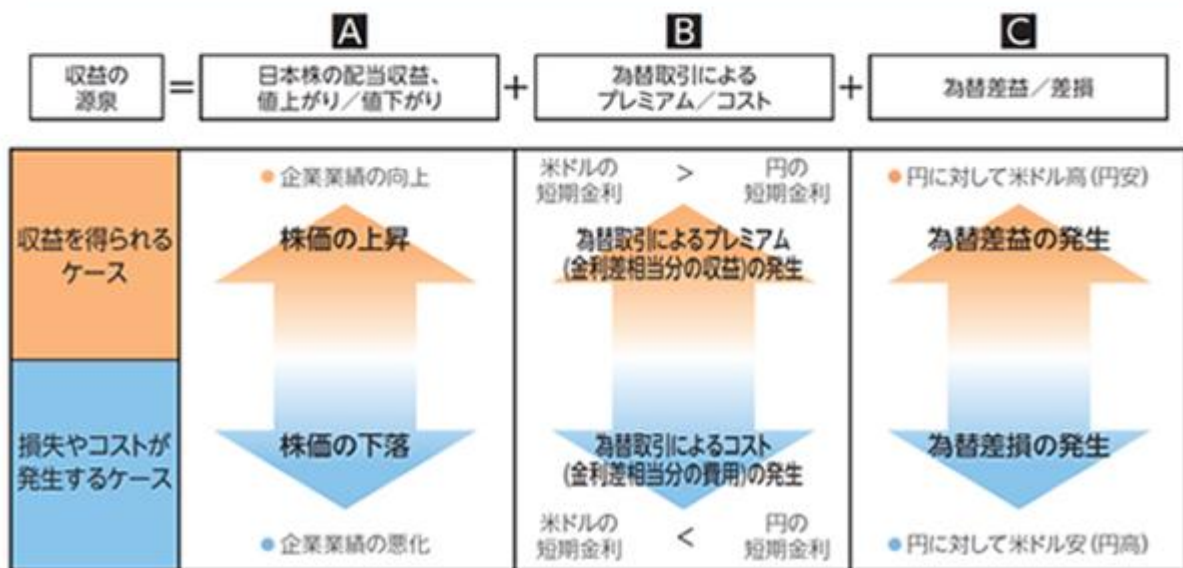 A
B
C
収益の
源泉
=
日本株の配当収益、
値上がり／値下がり
+
為替取引による
プレミアム／コスト
+
為替差益／差損
収益を得られる
ケース
●企業業績の向上
株価の上昇
米ドルの
短期金利
>
円の
短期金利
為替取引によるプレミアム
(金利差相当分の収益)の発生
●円に対して米ドル高(円安)
為替差益の発生
損失やコストが
発生するケース
株価の下落
●企業業績の悪化
為替取引によるコスト
(金利差相当分の費用)の発生
米ドルの
短期金利
<
円の
短期金利
為替差損の発生
●円に対して米ドル安(円高)